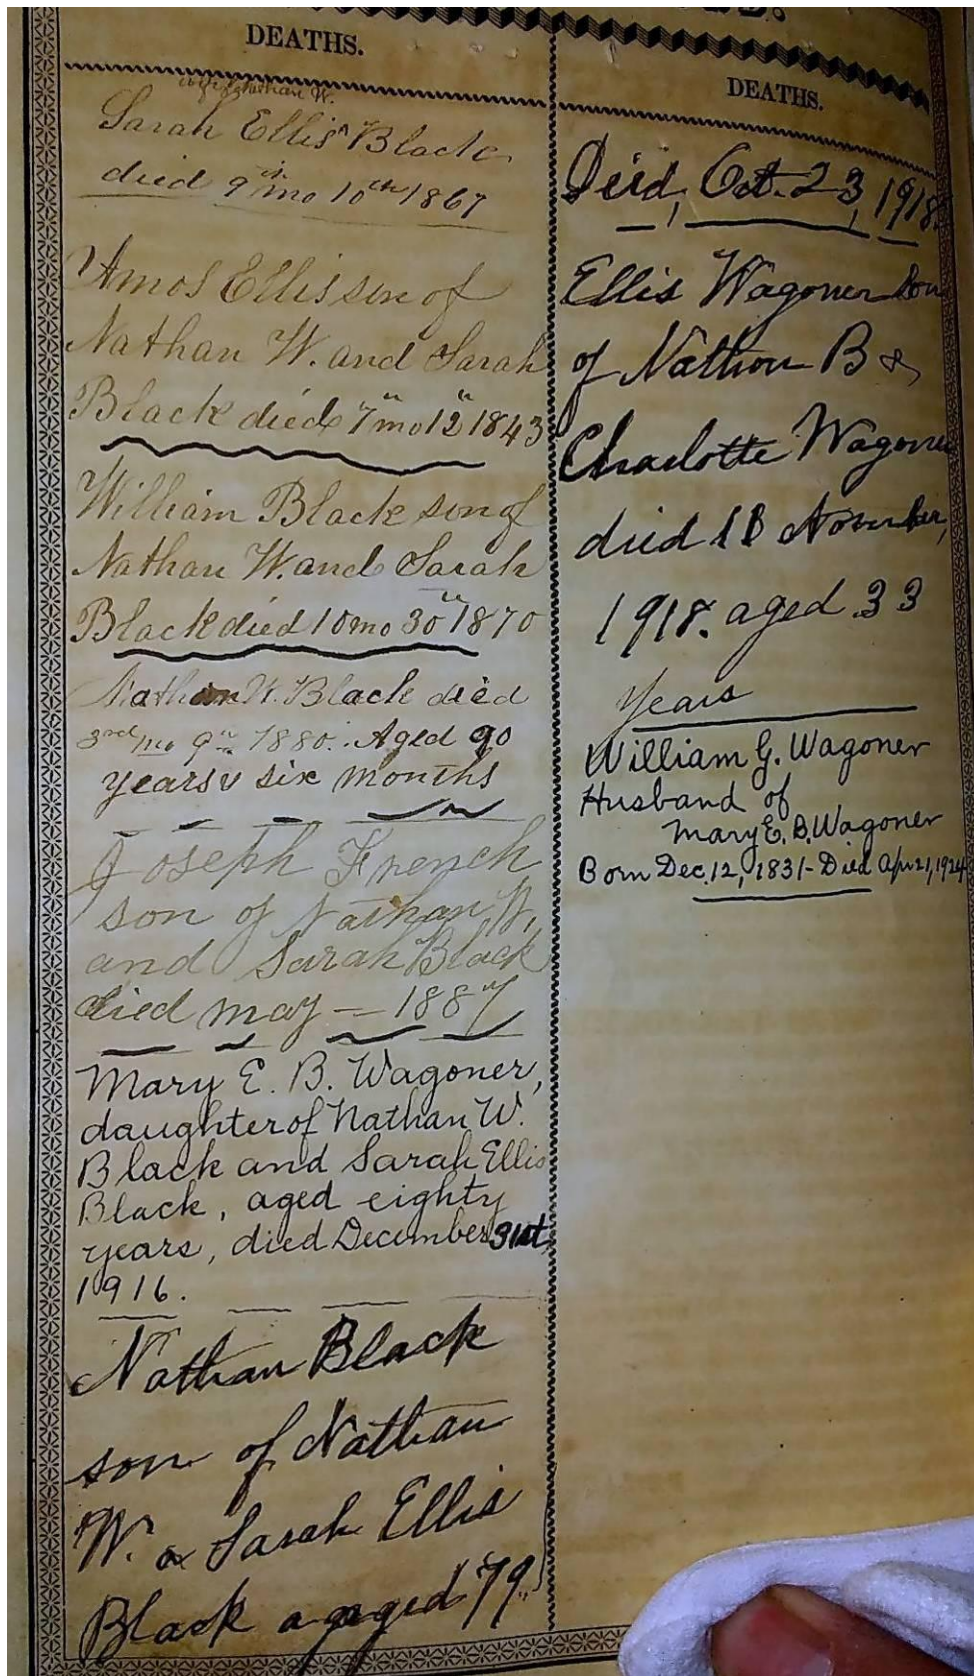 DEATHS.
wife of Nathan W.
Sarah Ellis ^ Black
died 9th mo 10th 1867
Amos Ellis son of
Nathan W. and Sarah
Black died 7" mo 12" 1843
William Black son of
Nathan W. and Sarah
Black died 10 mo 30" 1870
Nathan W. Black died
3rd mo 9th 1880. Aged 90
years & six months
Joseph French
son of Nathan W.
and Sarah Black
died may - 1887
Mary E. B. Wagoner,
daughter of Nathan W.
Black and Sarah Ellis
Black, aged eighty
years, died December 31st,
1916.
Nathan Black
son of Nathan
W. & Sarah Ellis
Black aged 79
DEATHS.
Died, Oct. 23, 1918
Ellis Wagoner Son
of Nathon B &
Charlotte Wagoner
died 18 November,
1918. aged 33
Years
William G. Wagoner
Husband of
Mary E. B. Wagoner
Born Dec. 12, 1831 - Died Apr 21, 1924